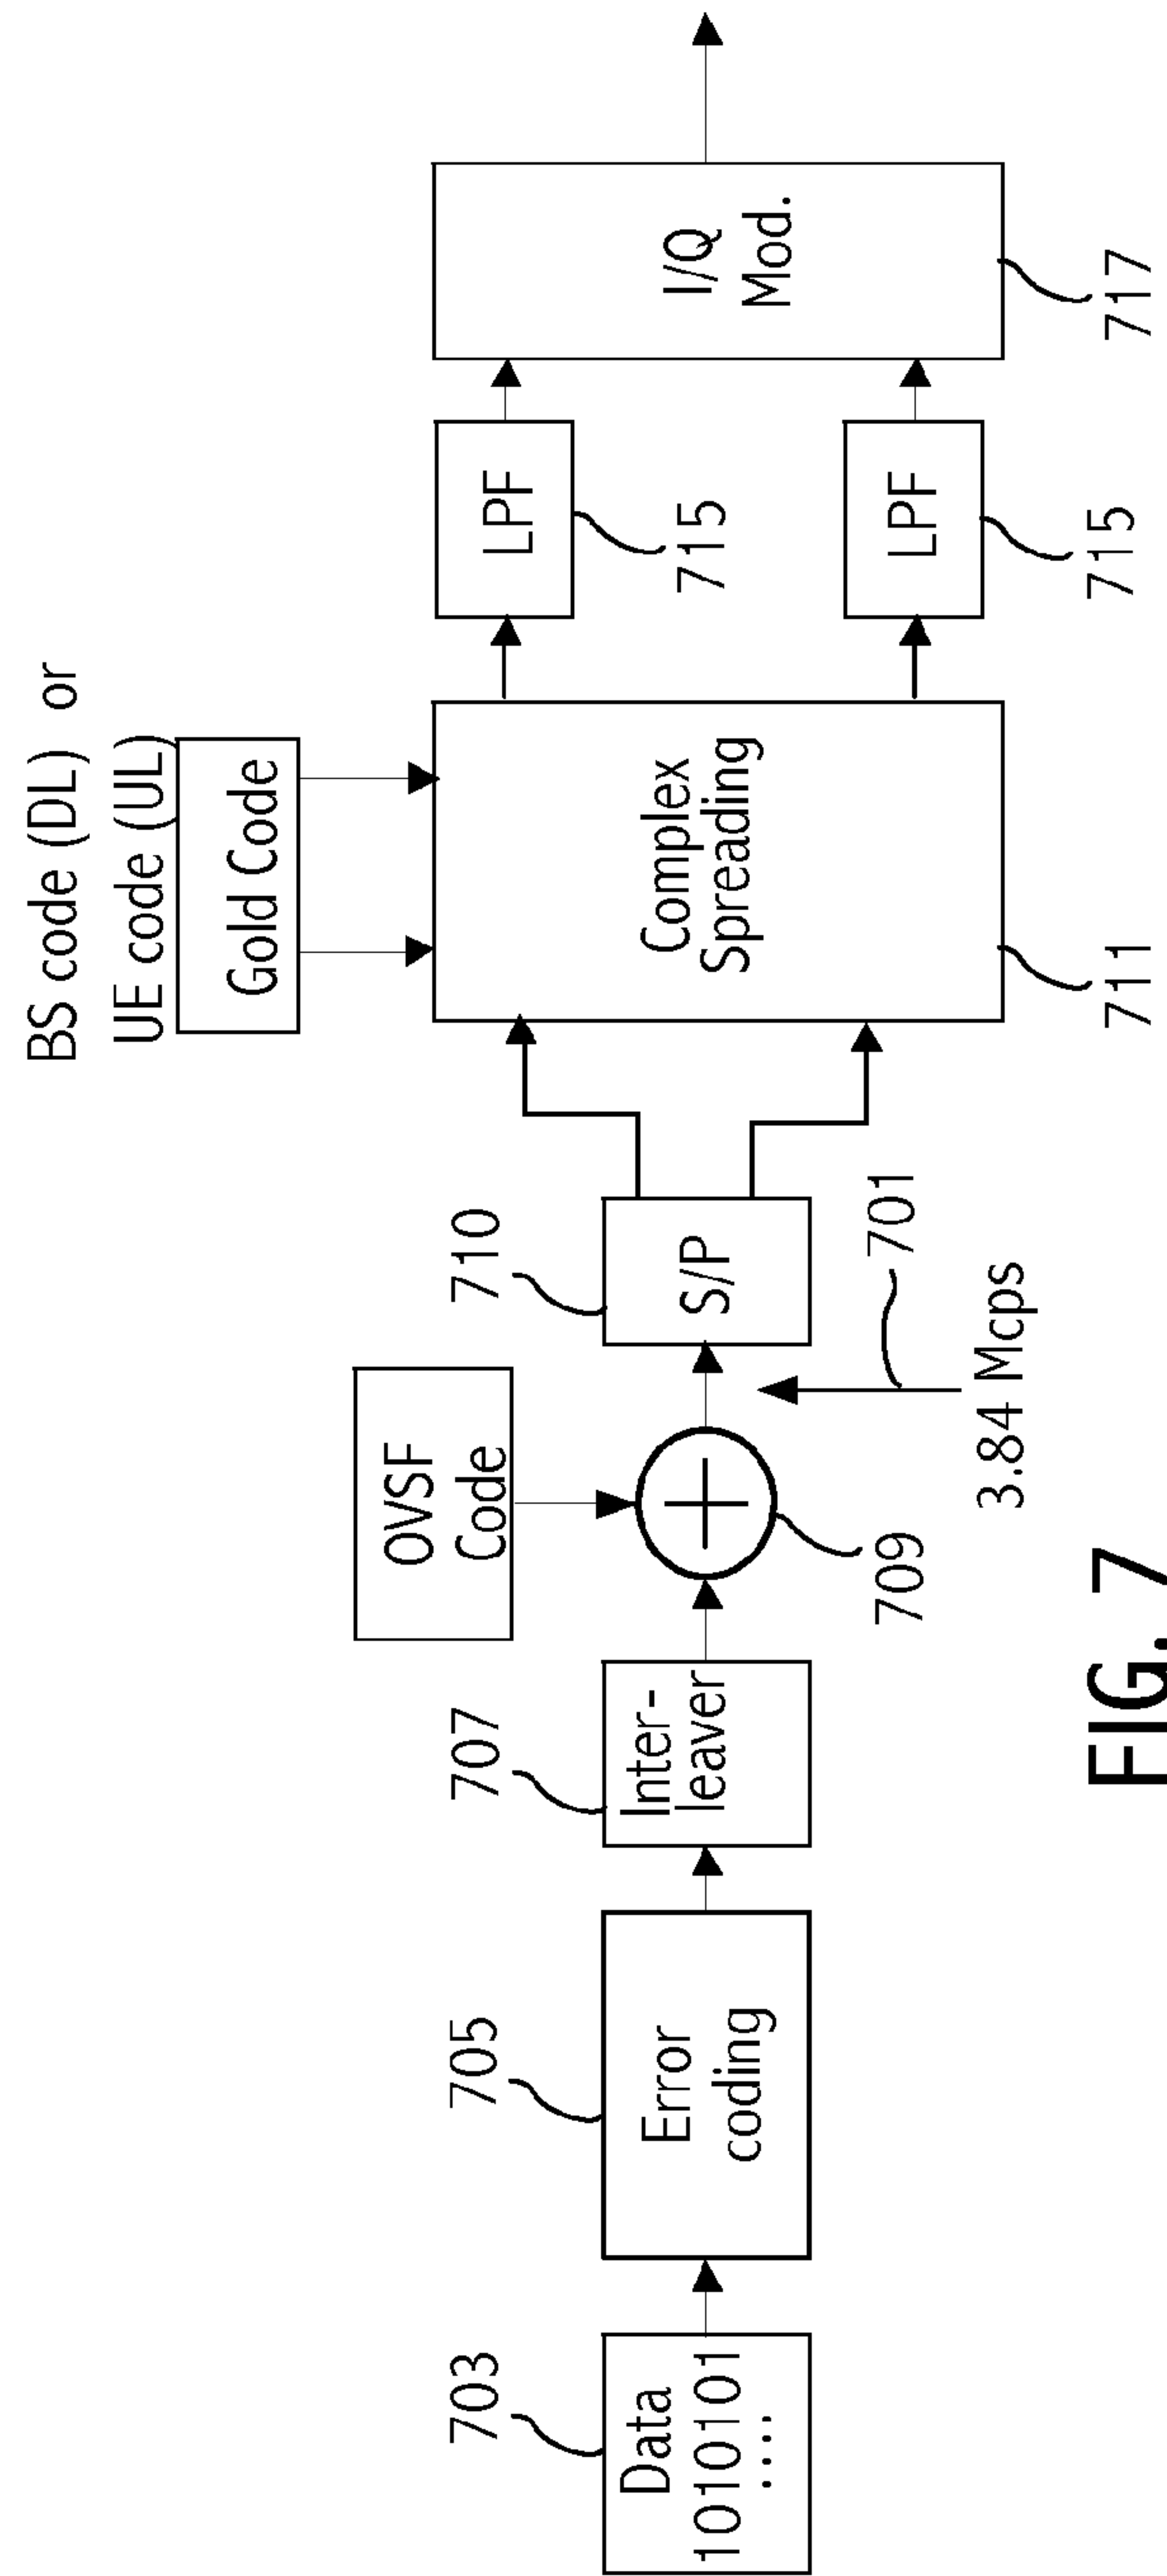 BS code (DL) or
UE code (UL)
Gold Code
OVSF
Code
703
705
707
710
Data
1010101
....
Error
coding
Inter-
leaver
S/P
Complex
Spreading
LPF
LPF
I/Q
Mod.
709
701
3.84 Mcps
711
715
715
717
FIG. 7